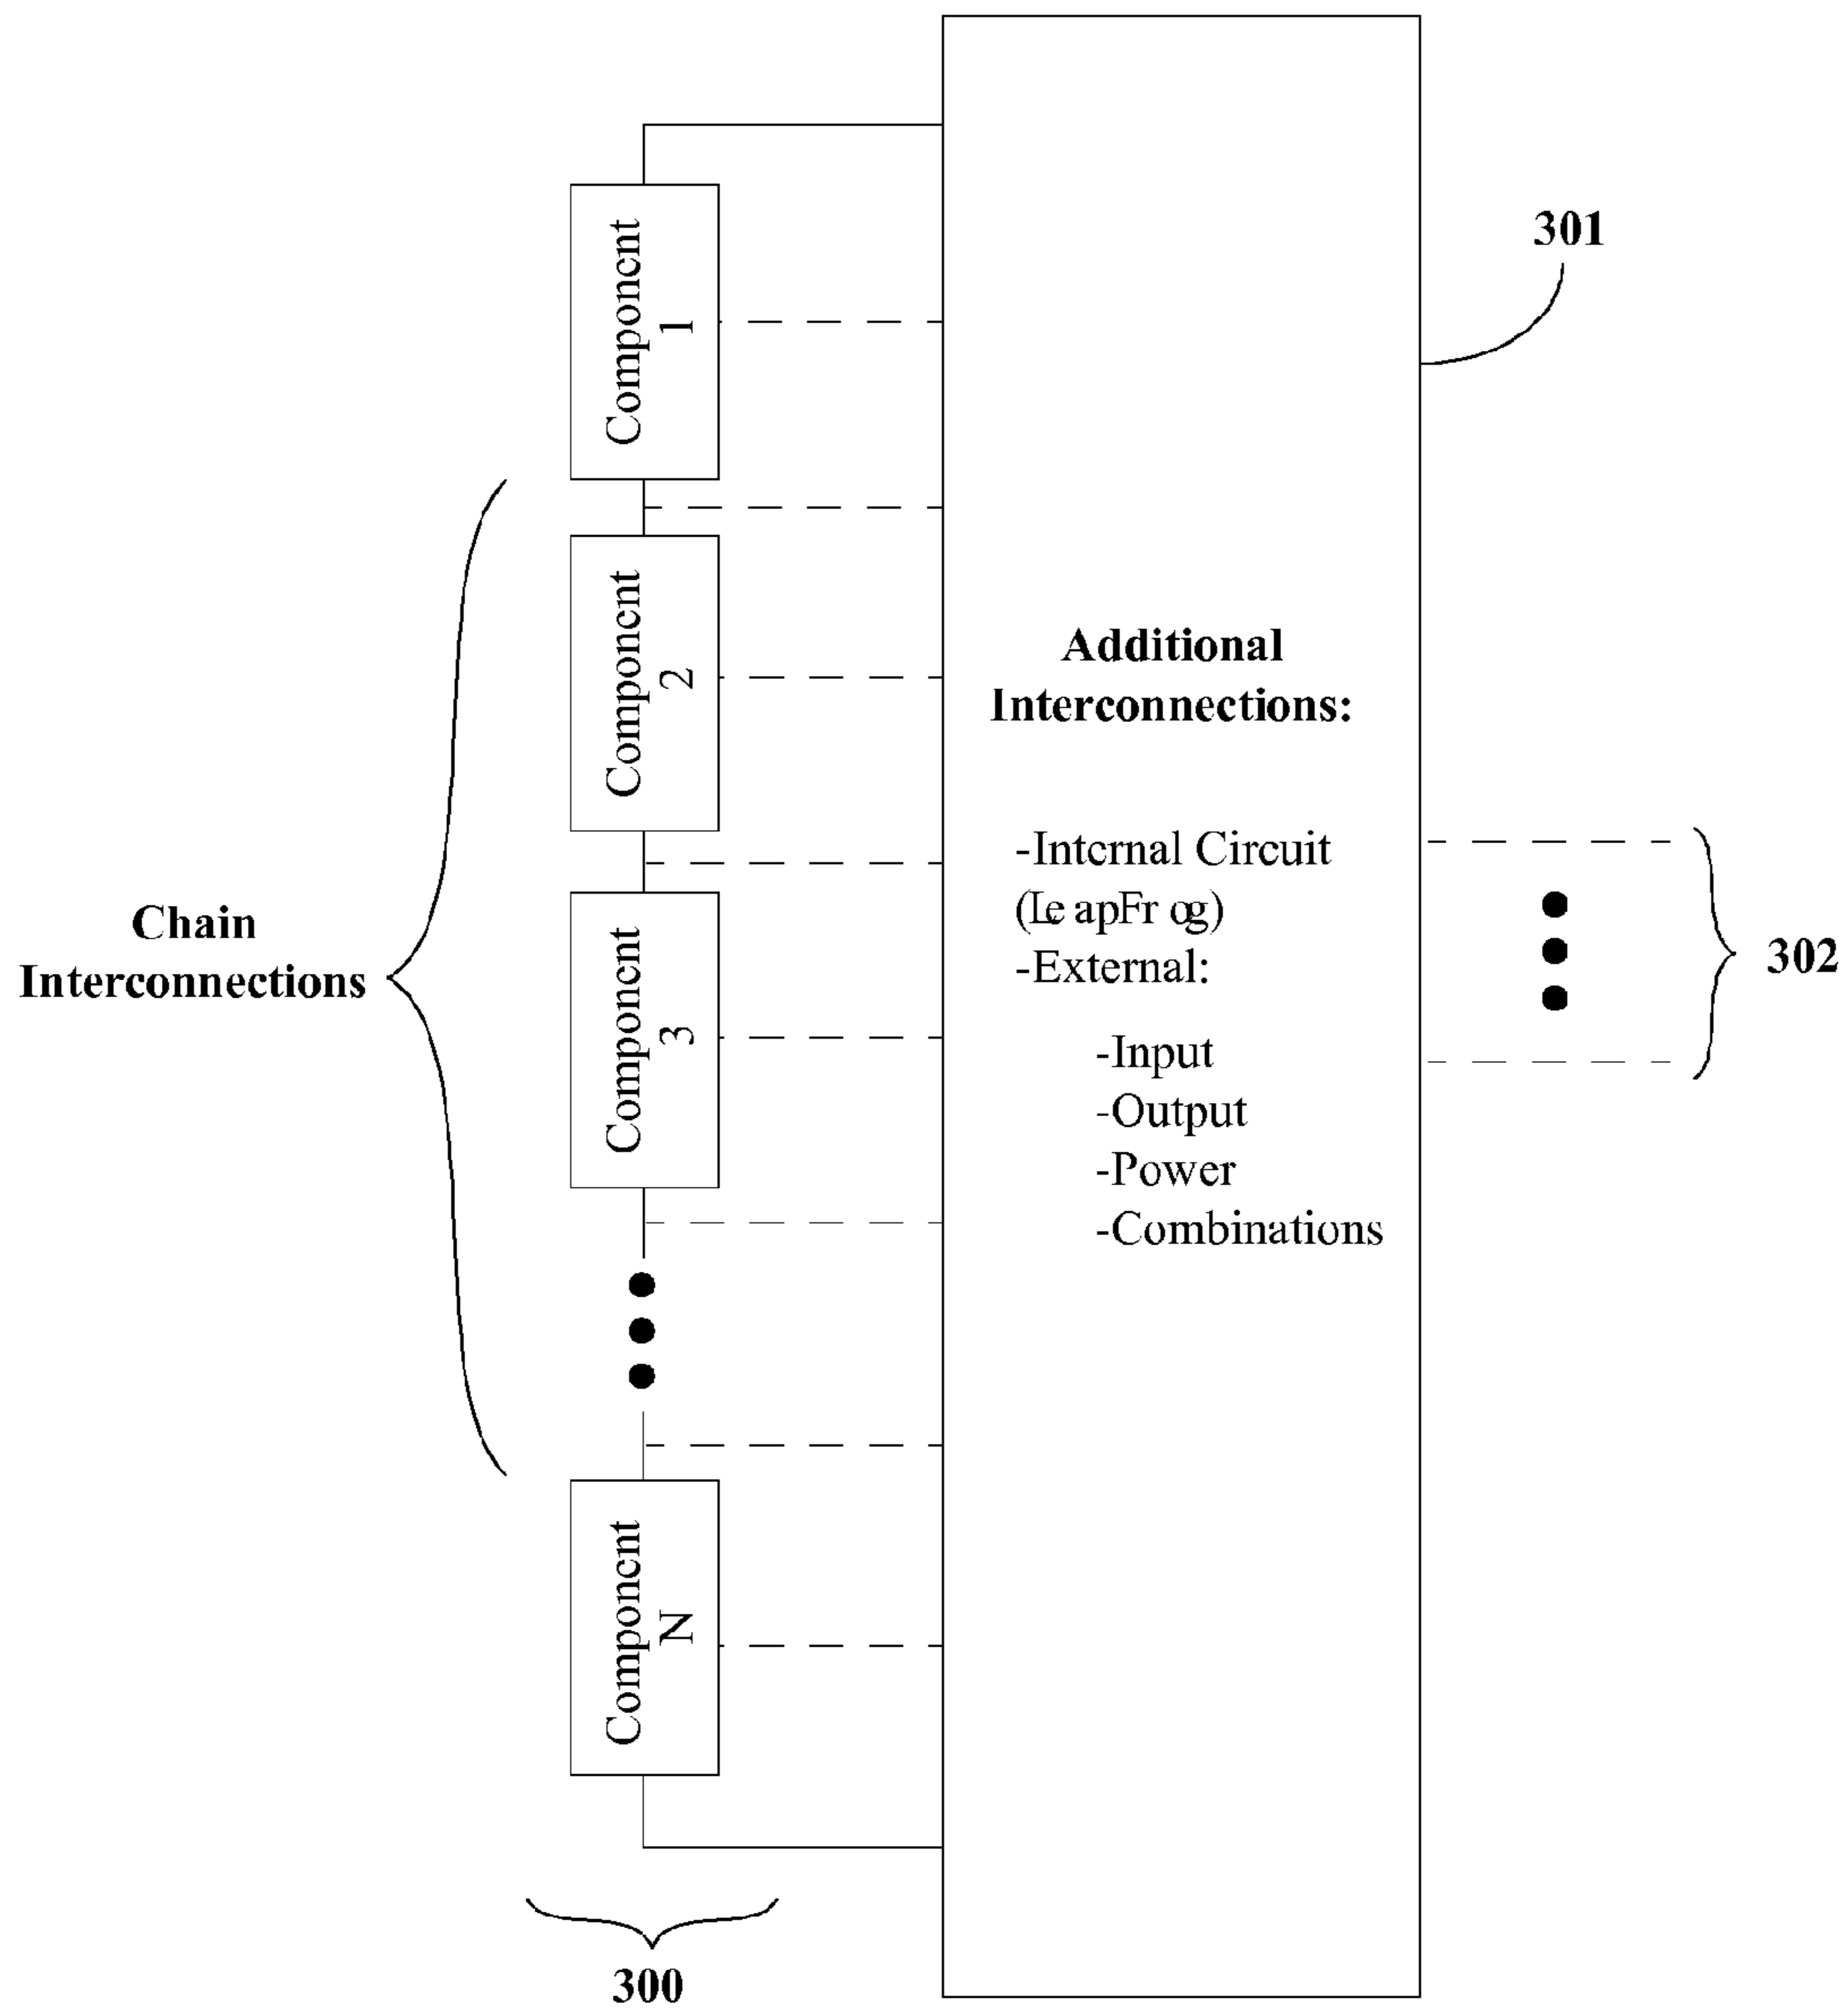 301
Component
1
Component
2
Additional
Interconnections:
-Internal Circuit
(LeapFrog)
-External:
-Input
-Output
-Power
-Combinations
Chain
Interconnections
Component
3
302
Component
N
300